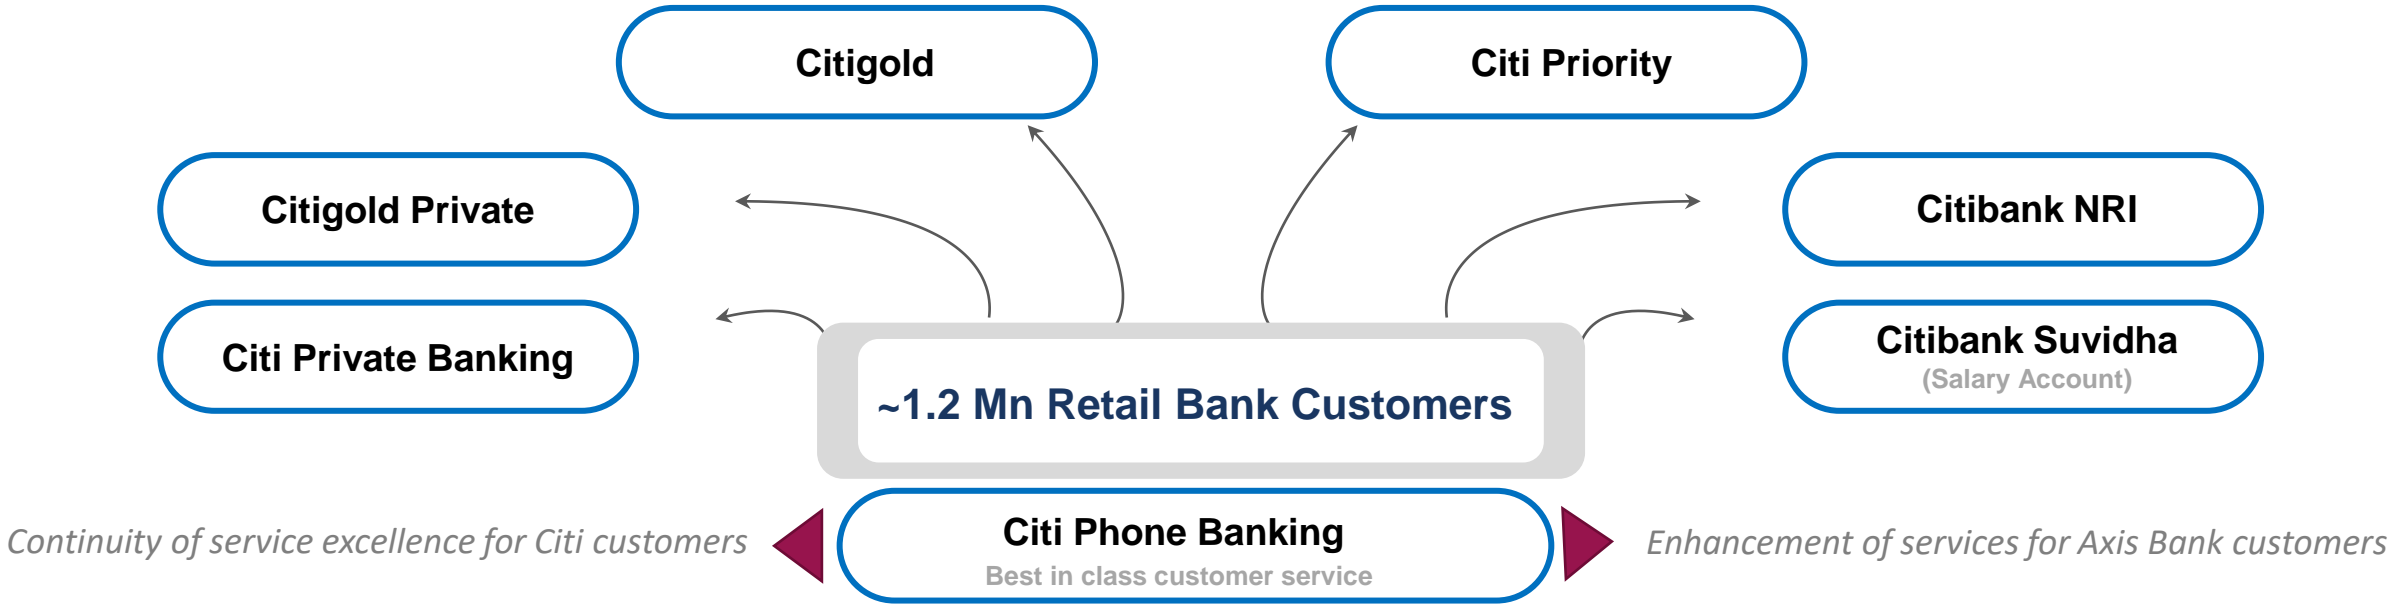 Citigold
Citi Priority
Citigold Private
Citibank NRI
Citi Private Banking
Citibank Suvidha
(Salary Account)
~1.2 Mn Retail Bank Customers
Continuity of service excellence for Citi customers
Citi Phone Banking
Best in class customer service
Enhancement of services for Axis Bank customers